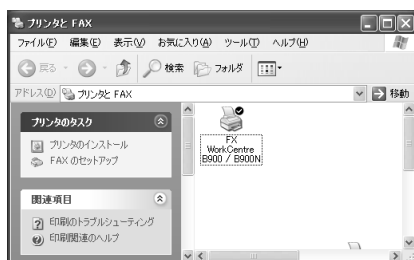 プリンタと FAX
ファイル(F) 編集(E) 表示(V) お気に入り(A) ツール(T) ヘルプ(H)
戻る 検索 フォルダ
アドレス(D) プリンタと FAX 移動
プリンタのタスク
プリンタのインストール
FAX のセットアップ
関連項目
印刷のトラブルシューティング
印刷関連のヘルプ
FX
WorkCentre
B900 / B900N